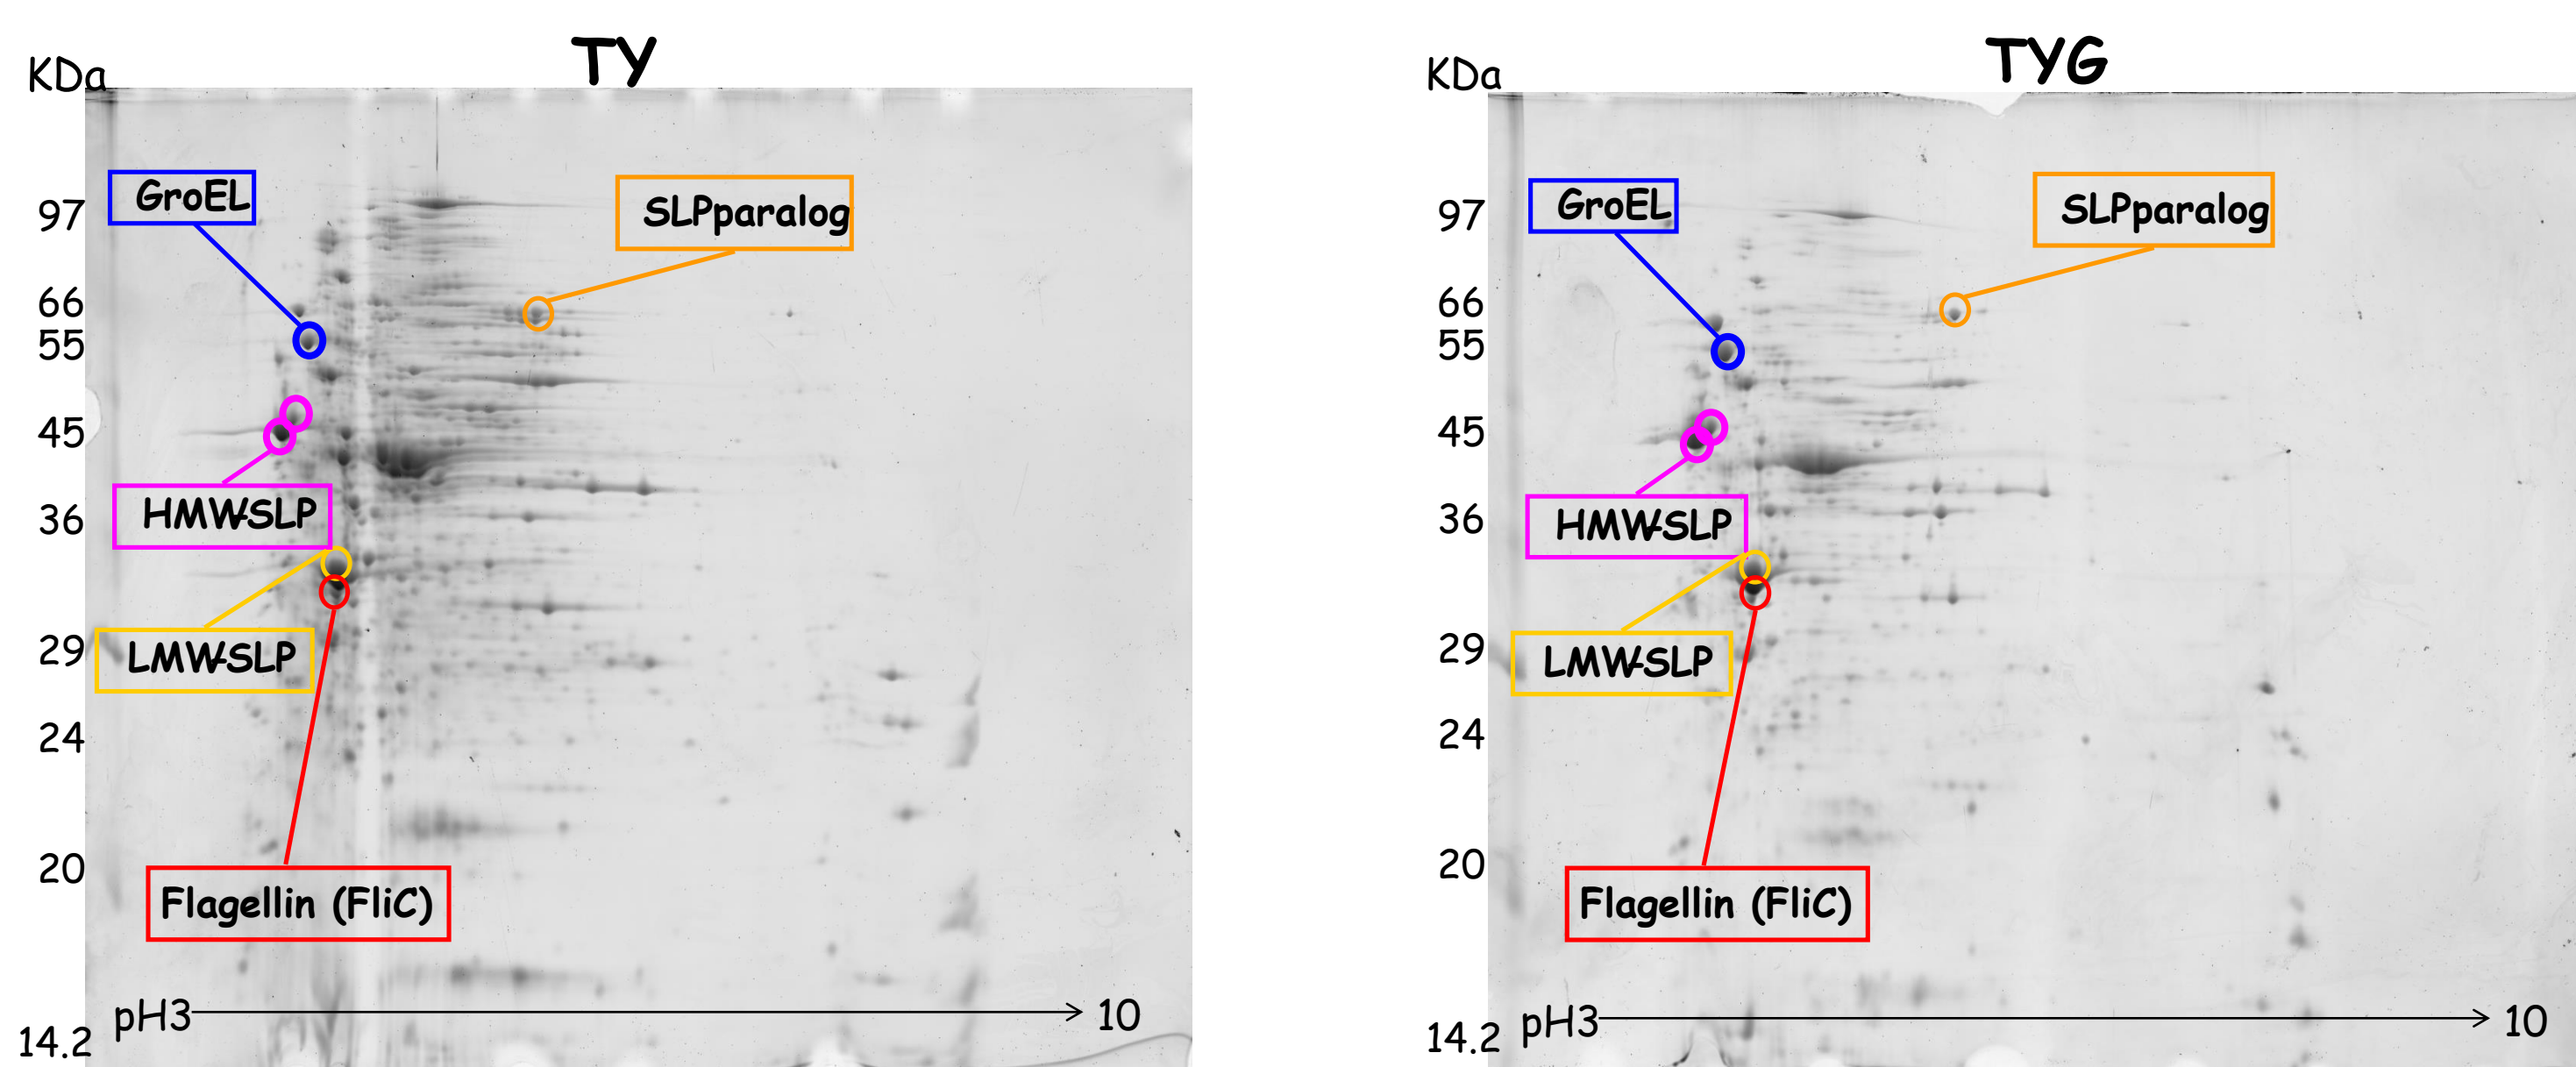 TY
KDa
97
66
55
45
36
29
24
20
14.2
GroEL
SLPparalog
HMW-SLP
LMW-SLP
Flagellin (FliC)
pH3
10
TYG
KDa
97
66
55
45
36
29
24
20
14.2
GroEL
SLPparalog
HMW-SLP
LMW-SLP
Flagellin (FliC)
pH3
10